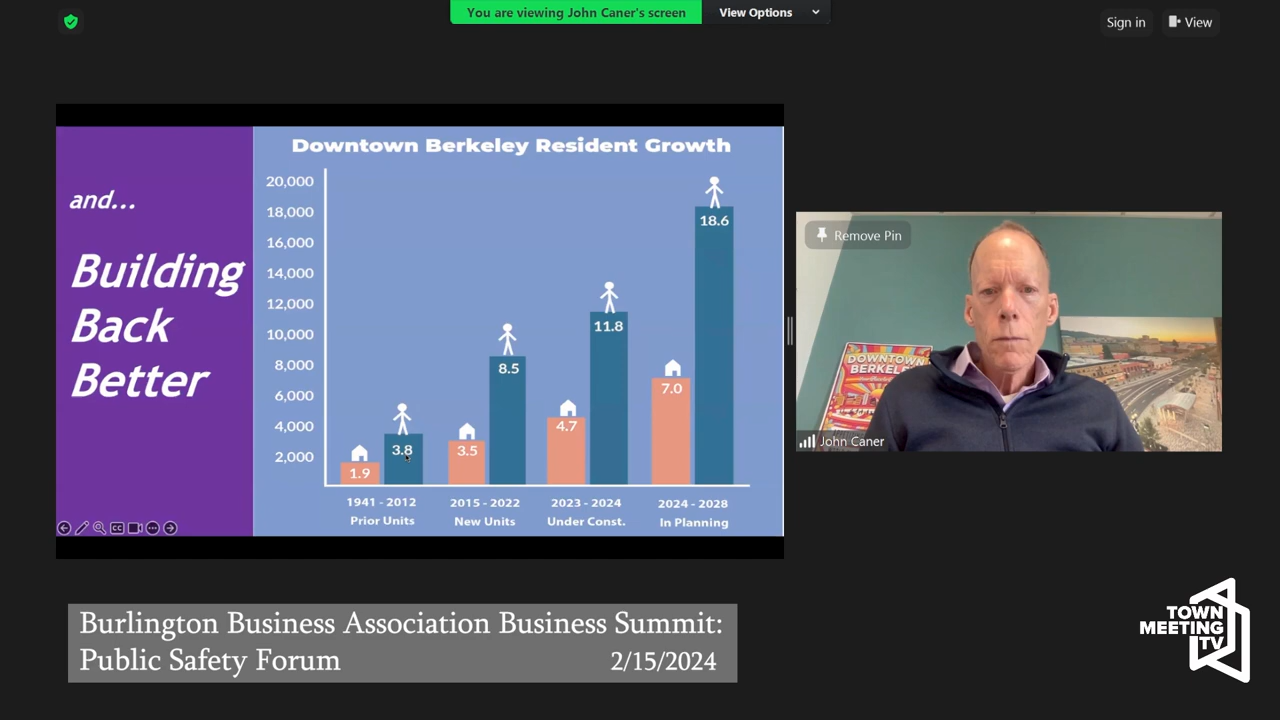 You are viewing John Caner's screen
View Options
Sign in
View
and...
Building
Back
Better
Downtown Berkeley Resident Growth
20,000
18,000
16,000
14,000
12,000
10,000
8,000
6,000
4,000
2,000
1.9
3.8
3.5
8.5
4.7
11.8
7.0
18.6
1941 - 2012
Prior Units
2015 - 2022
New Units
2023 - 2024
Under Const.
2024 - 2028
In Planning
CC
Remove Pin
DOWNTOWN
BERKELEY
John Caner
Burlington Business Association Business Summit:
Public Safety Forum 2/15/2024
TOWN
MEETING
TV